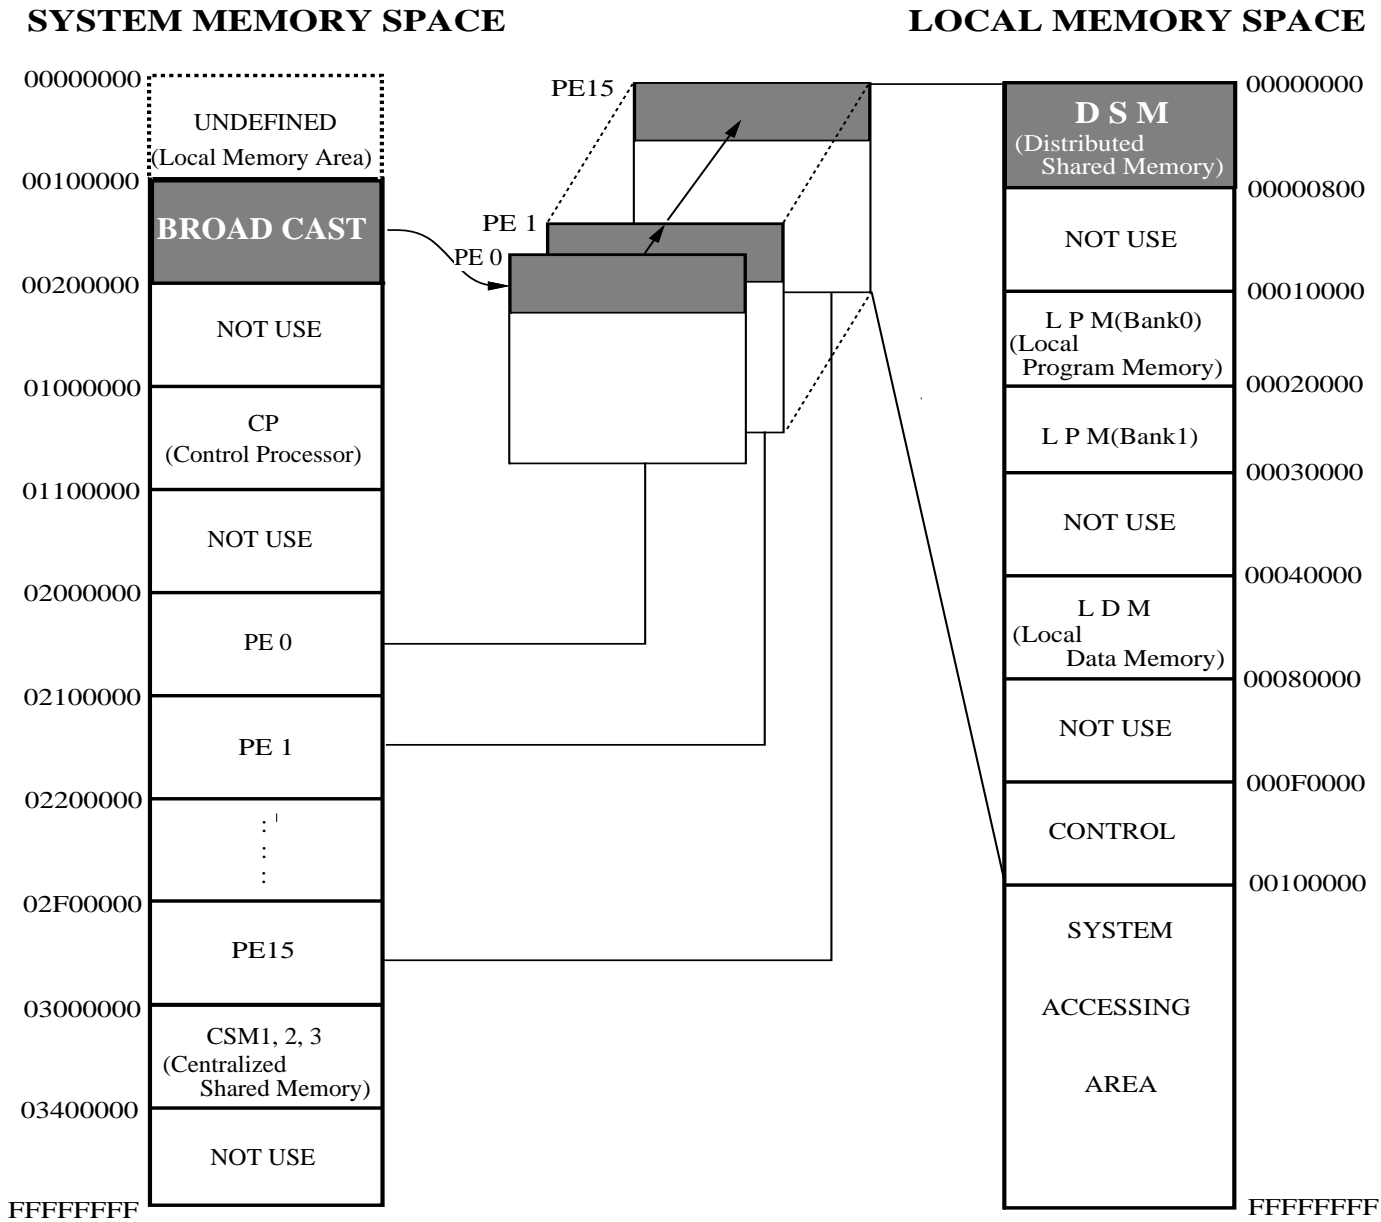 SYSTEM MEMORY SPACE
00000000
UNDEFINED
(Local Memory Area)
00100000
BROAD CAST
00200000
NOT USE
01000000
CP
(Control Processor)
01100000
NOT USE
02000000
PE 0
02100000
PE 1
02200000
02F00000
PE15
03000000
CSM1, 2, 3
(Centralized
Shared Memory)
03400000
NOT USE
FFFFFFFF
PE15
PE 1
PE 0
LOCAL MEMORY SPACE
00000000
D S M
(Distributed
Shared Memory)
00000800
NOT USE
00010000
L P M(Bank0)
(Local
Program Memory)
00020000
L P M(Bank1)
00030000
NOT USE
00040000
L D M
(Local
Data Memory)
00080000
NOT USE
000F0000
CONTROL
00100000
SYSTEM
ACCESSING
AREA
FFFFFFFF